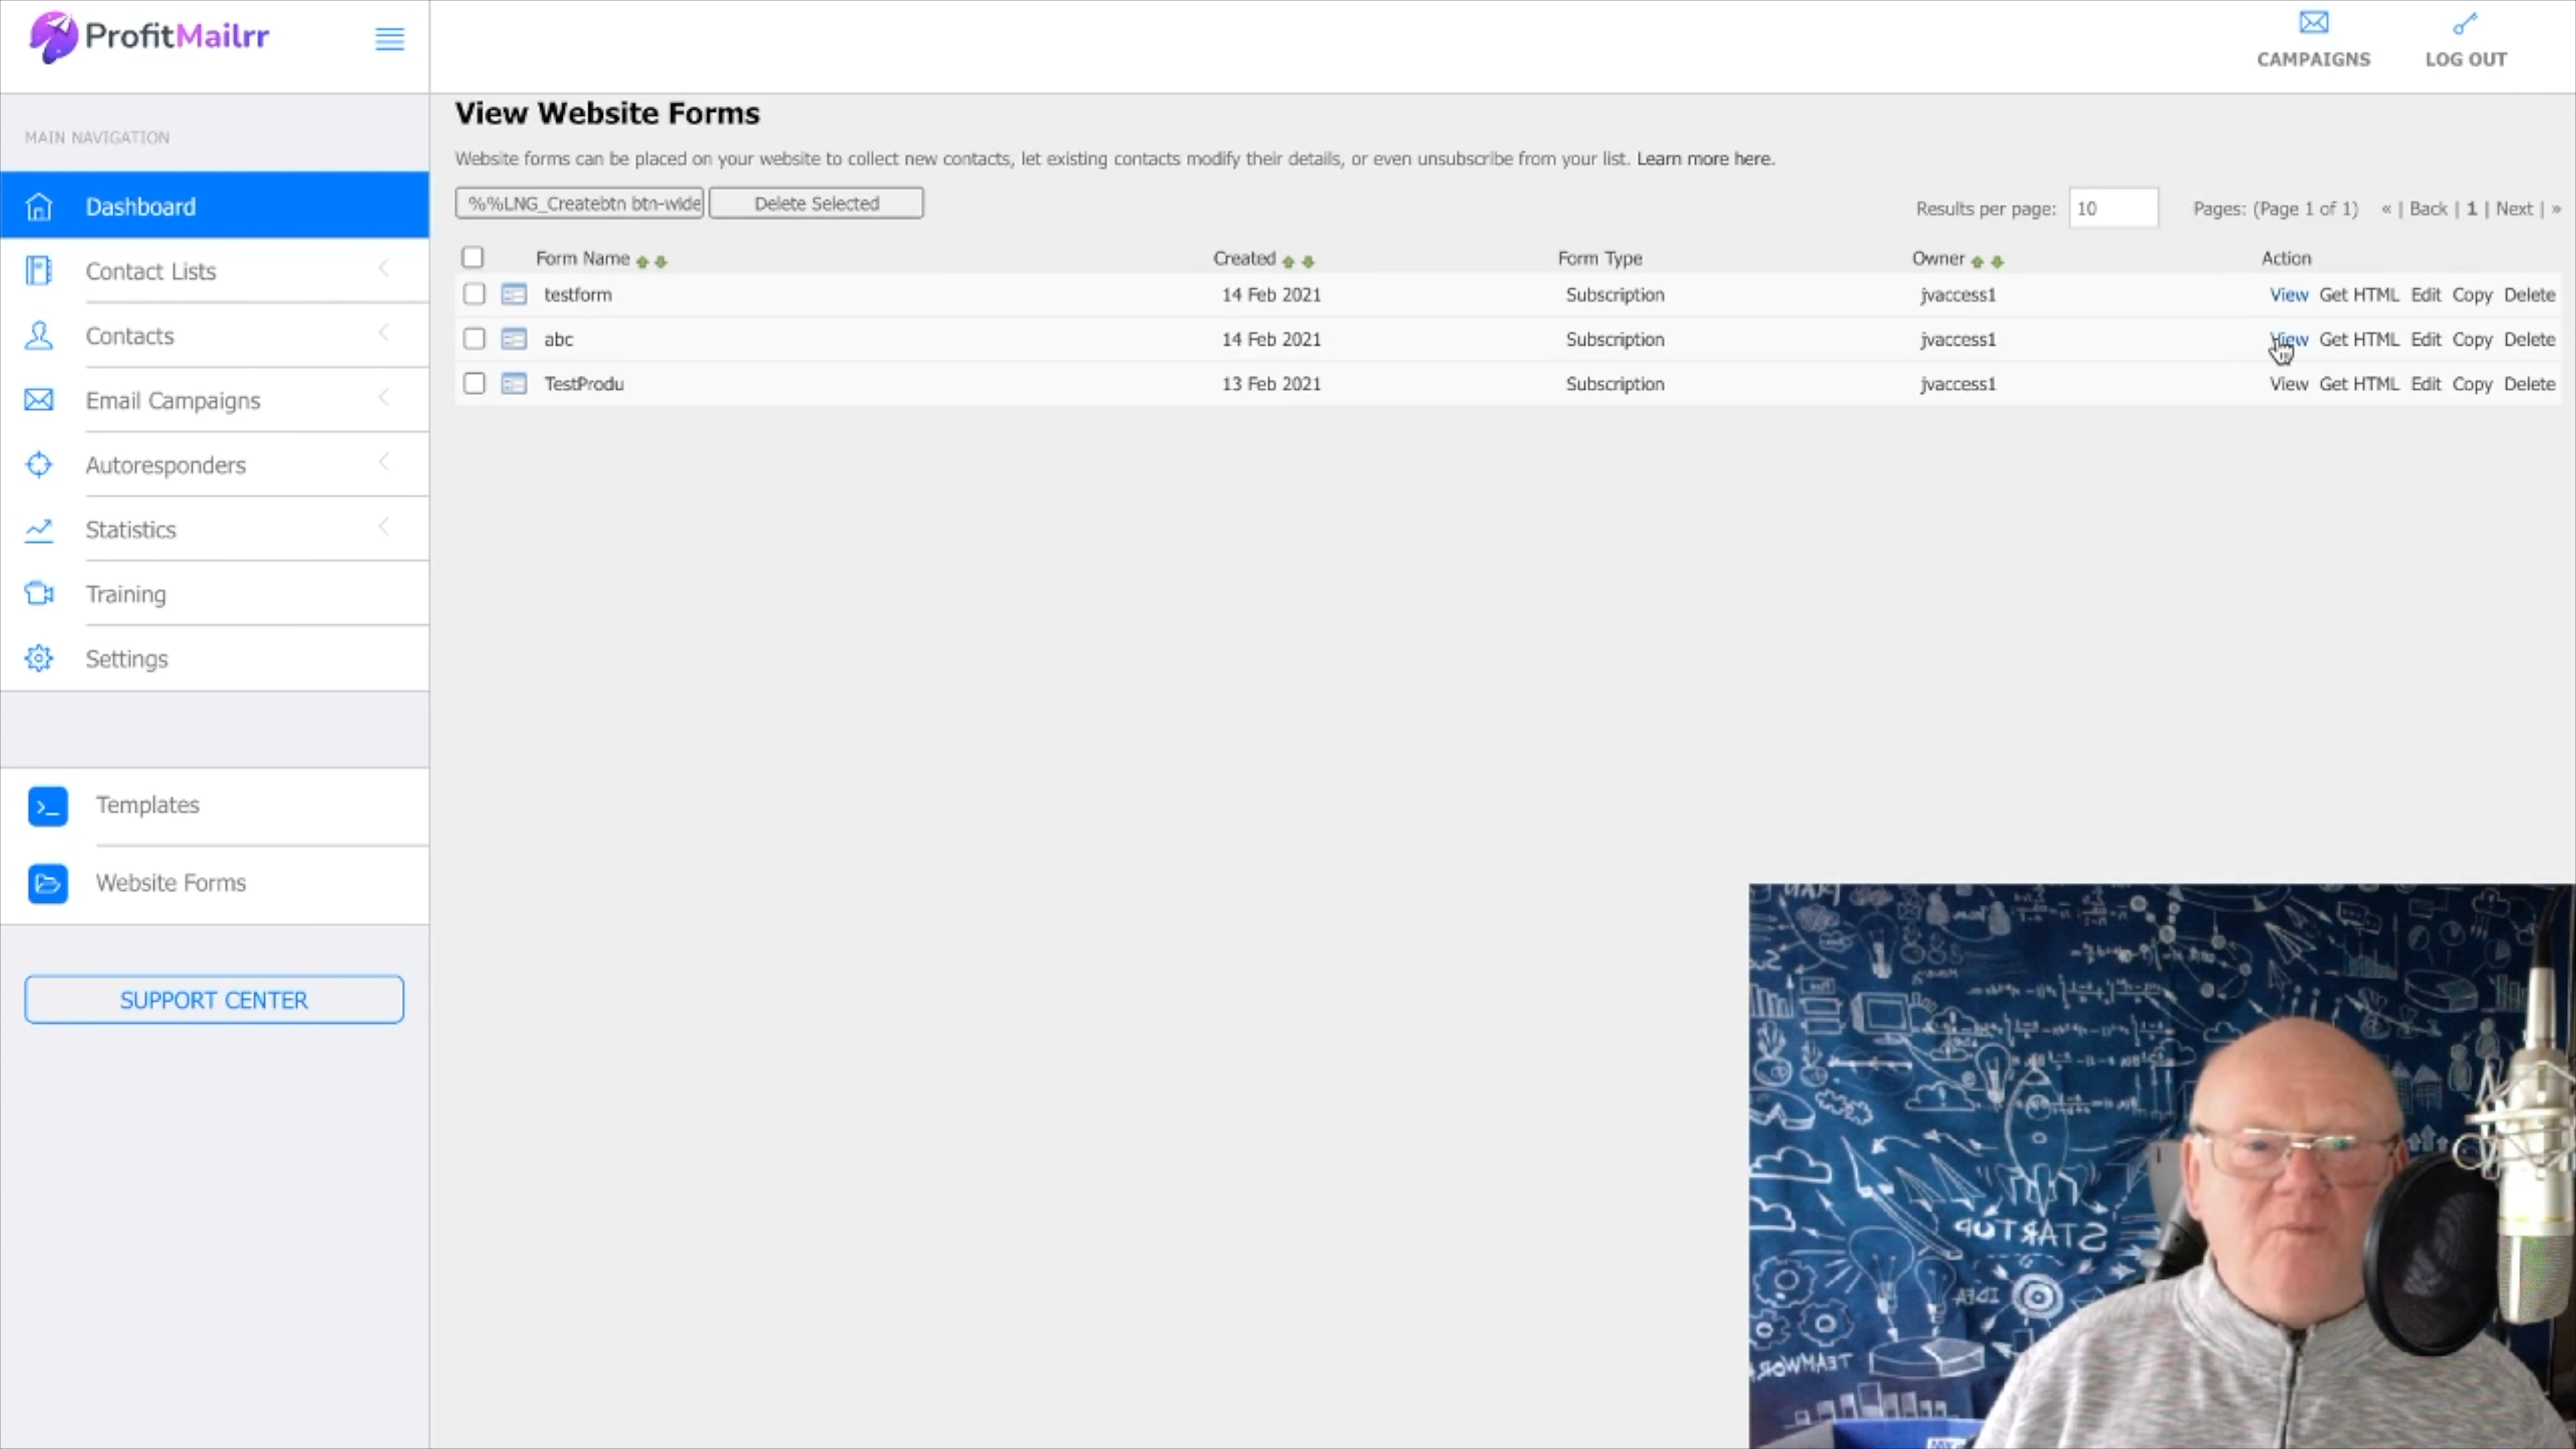 ProfitMailrr
CAMPAIGNS
LOG OUT
MAIN NAVIGATION
Dashboard
Contact Lists
Contacts
Email Campaigns
Autoresponders
Statistics
Training
Settings
Templates
Website Forms
SUPPORT CENTER
View Website Forms
Website forms can be placed on your website to collect new contacts, let existing contacts modify their details, or even unsubscribe from your list. Learn more here.
%%LNG_Createbtn btn-wide Delete Selected
Results per page: 10 Pages: (Page 1 of 1) « | Back | 1 | Next | »
Form Name Created Form Type Owner Action
testform 14 Feb 2021 Subscription jvaccess1 View Get HTML Edit Copy Delete
abc 14 Feb 2021 Subscription jvaccess1 View Get HTML Edit Copy Delete
TestProdu 13 Feb 2021 Subscription jvaccess1 View Get HTML Edit Copy Delete
STARTUP
IDEA